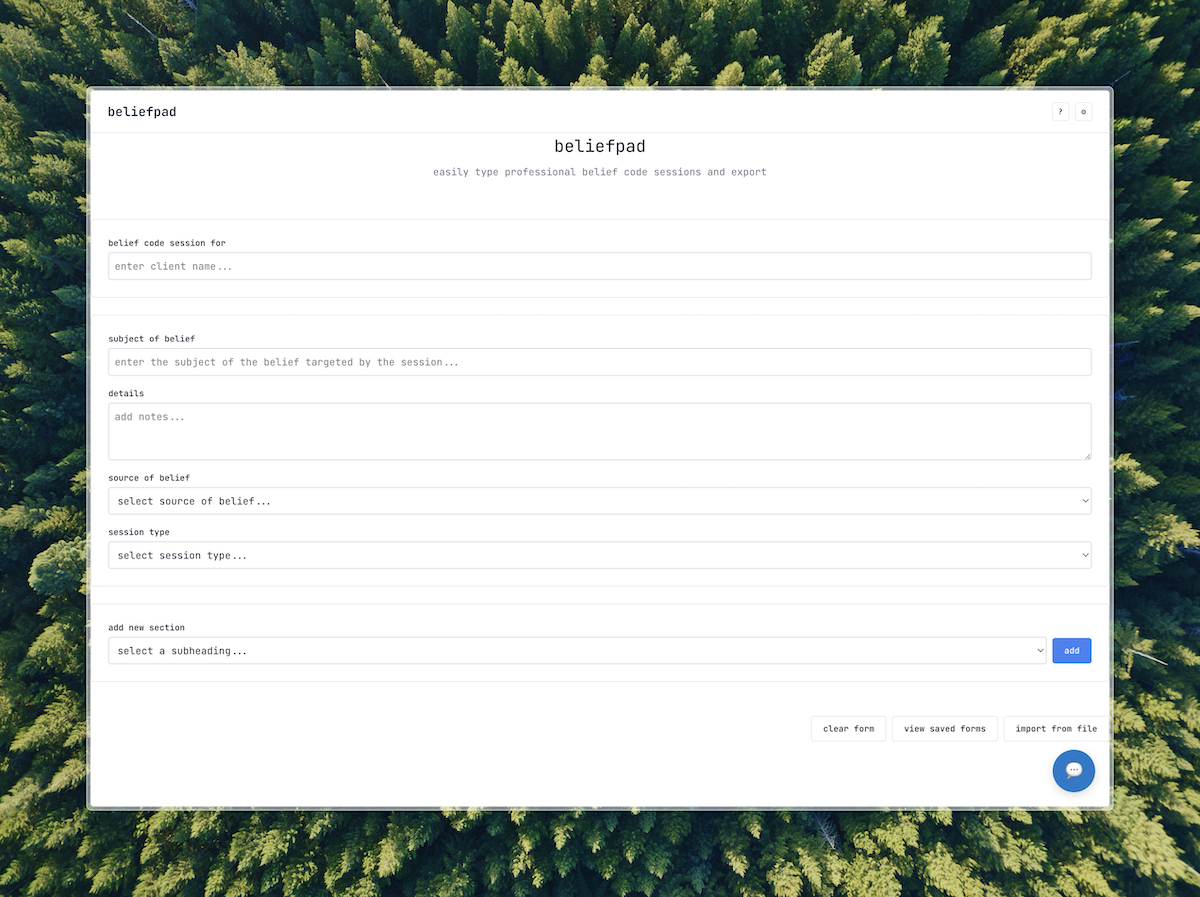 beliefpad
?
beliefpad
easily type professional belief code sessions and export
belief code session for
enter client name...
subject of belief
enter the subject of the belief targeted by the session...
details
add notes...
source of belief
select source of belief...
session type
select session type...
add new section
select a subheading...
add
clear form
view saved forms
import from file